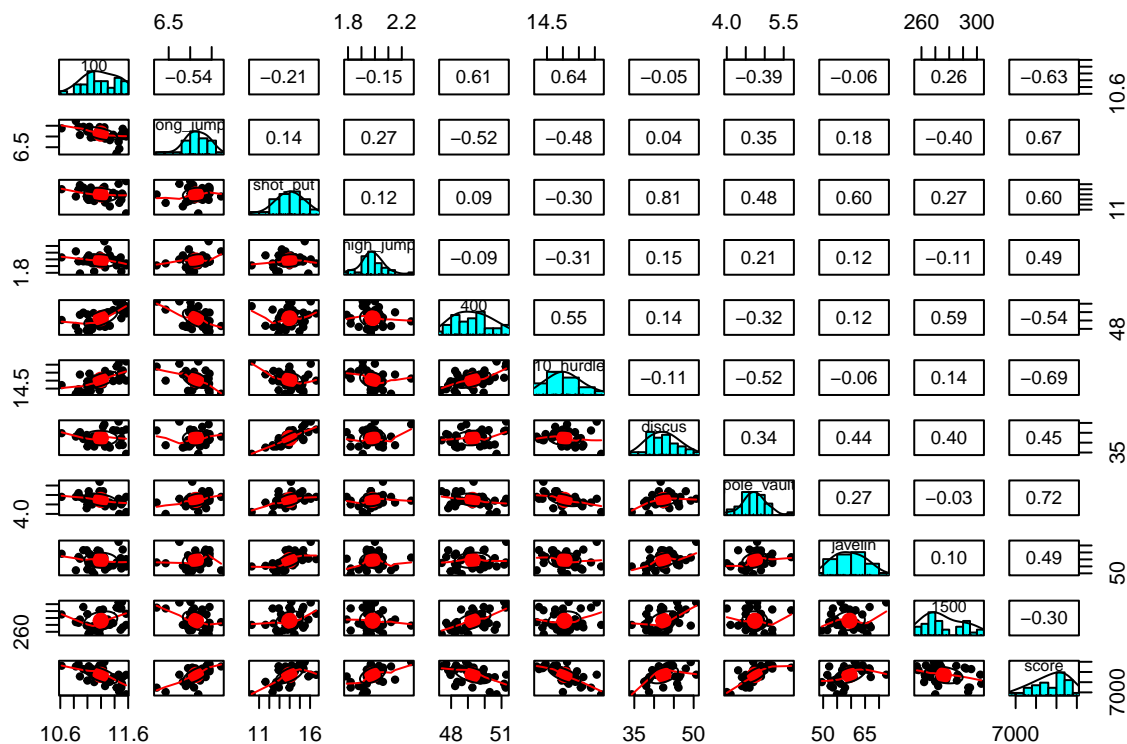 6.5 1.8 2.2 14.5 4.0 5.5 260 300
100 −0.54 −0.21 −0.15 0.61 0.64 −0.05 −0.39 −0.06 0.26 −0.63 10.6
6.5 ong_jump 0.14 0.27 −0.52 −0.48 0.04 0.35 0.18 −0.40 0.67
shot_put 0.12 0.09 −0.30 0.81 0.48 0.60 0.27 0.60 11
1.8 high_jump −0.09 −0.31 0.15 0.21 0.12 −0.11 0.49
400 0.55 0.14 −0.32 0.12 0.59 −0.54 48
14.5 10_hurdle −0.11 −0.52 −0.06 0.14 −0.69
discus 0.34 0.44 0.40 0.45 35
4.0 pole_vault 0.27 −0.03 0.72
javelin 0.10 0.49 50
260 1500 −0.30
score 7000
10.6 11.6 11 16 48 51 35 50 50 65 7000